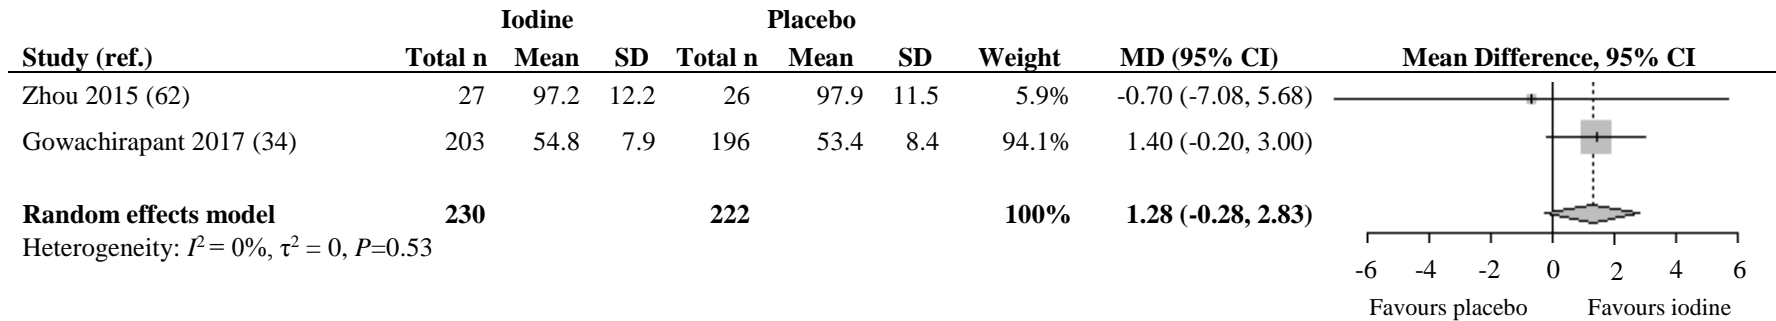 Iodine Placebo
Study (ref.) Total n Mean SD Total n Mean SD Weight MD (95% CI) Mean Difference, 95% CI
Zhou 2015 (62) 27 97.2 12.2 26 97.9 11.5 5.9% -0.70 (-7.08, 5.68)
Gowachirapant 2017 (34) 203 54.8 7.9 196 53.4 8.4 94.1% 1.40 (-0.20, 3.00)
Random effects model 230 222 100% 1.28 (-0.28, 2.83)
Heterogeneity: I² = 0%, τ² = 0, P=0.53
-6 -4 -2 0 2 4 6
Favours placebo Favours iodine